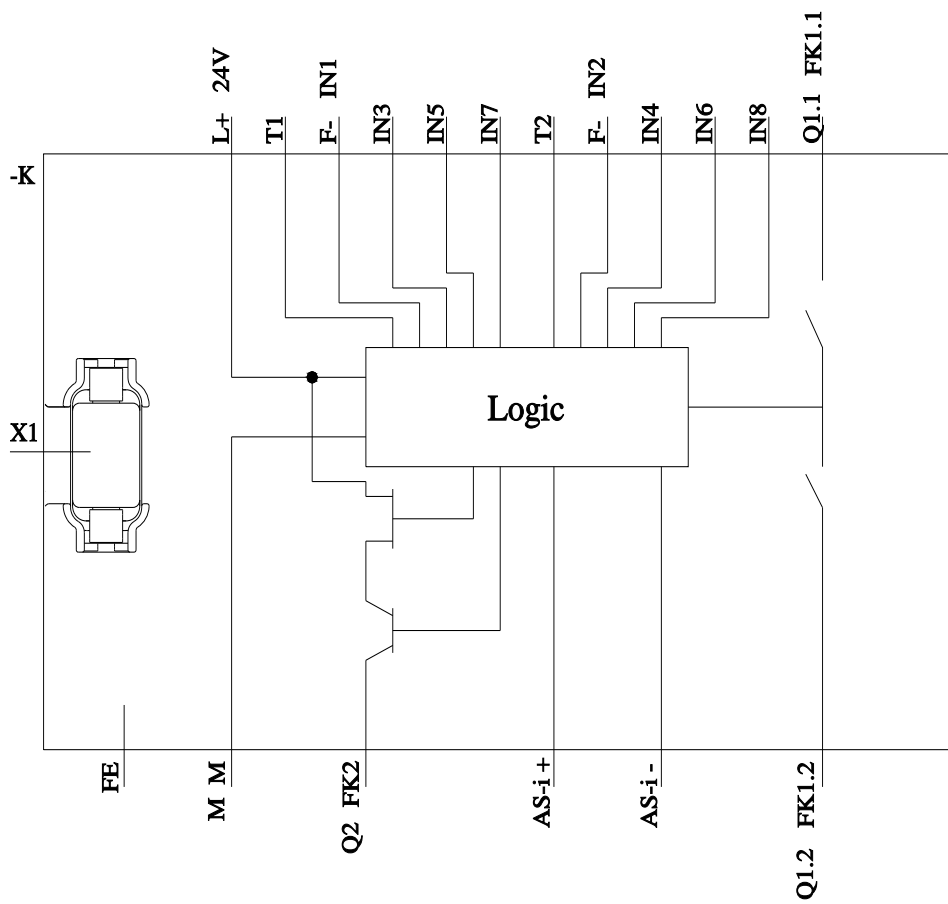 L+ 24V
T1
F- IN1
IN3
IN5
IN7
T2
F- IN2
IN4
IN6
IN8
Q1.1 FK1.1
-K
Logic
X1
FE
M M
Q2 FK2
AS-i +
AS-i -
Q1.2 FK1.2